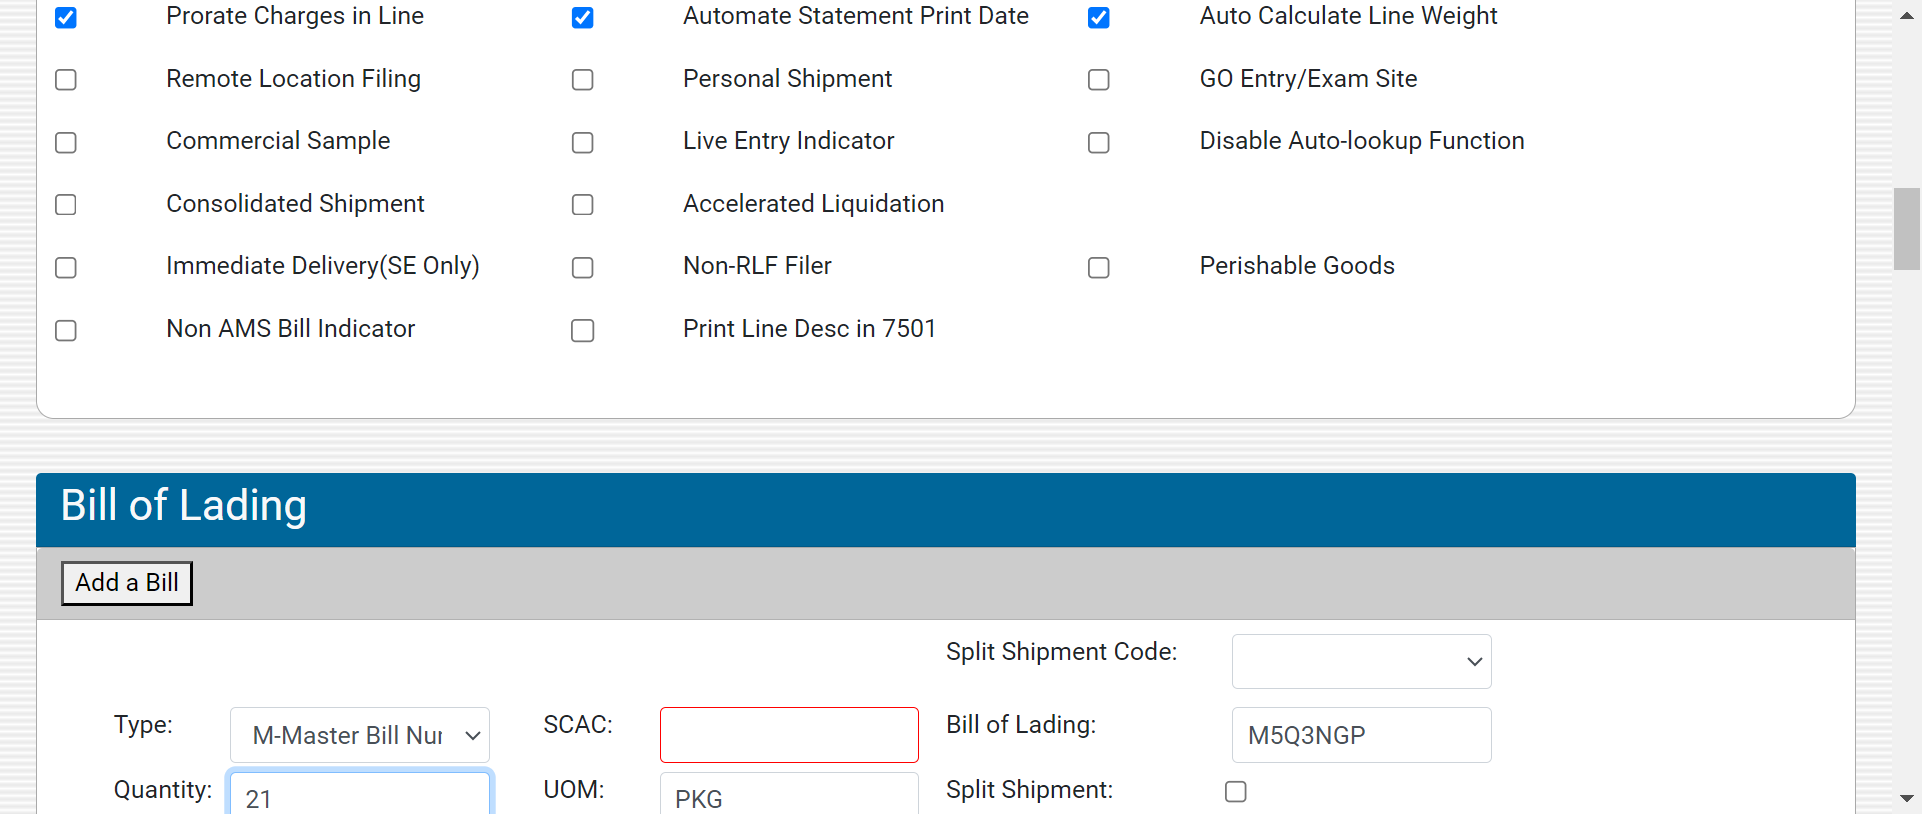 Prorate Charges in Line Automate Statement Print Date Auto Calculate Line Weight
Remote Location Filing Personal Shipment GO Entry/Exam Site
Commercial Sample Live Entry Indicator Disable Auto-lookup Function
Consolidated Shipment Accelerated Liquidation
Immediate Delivery(SE Only) Non-RLF Filer Perishable Goods
Non AMS Bill Indicator Print Line Desc in 7501
Bill of Lading
Add a Bill
Split Shipment Code:
Type: M-Master Bill Nur SCAC: Bill of Lading: M5Q3NGP
Quantity: 21 UOM: PKG Split Shipment: